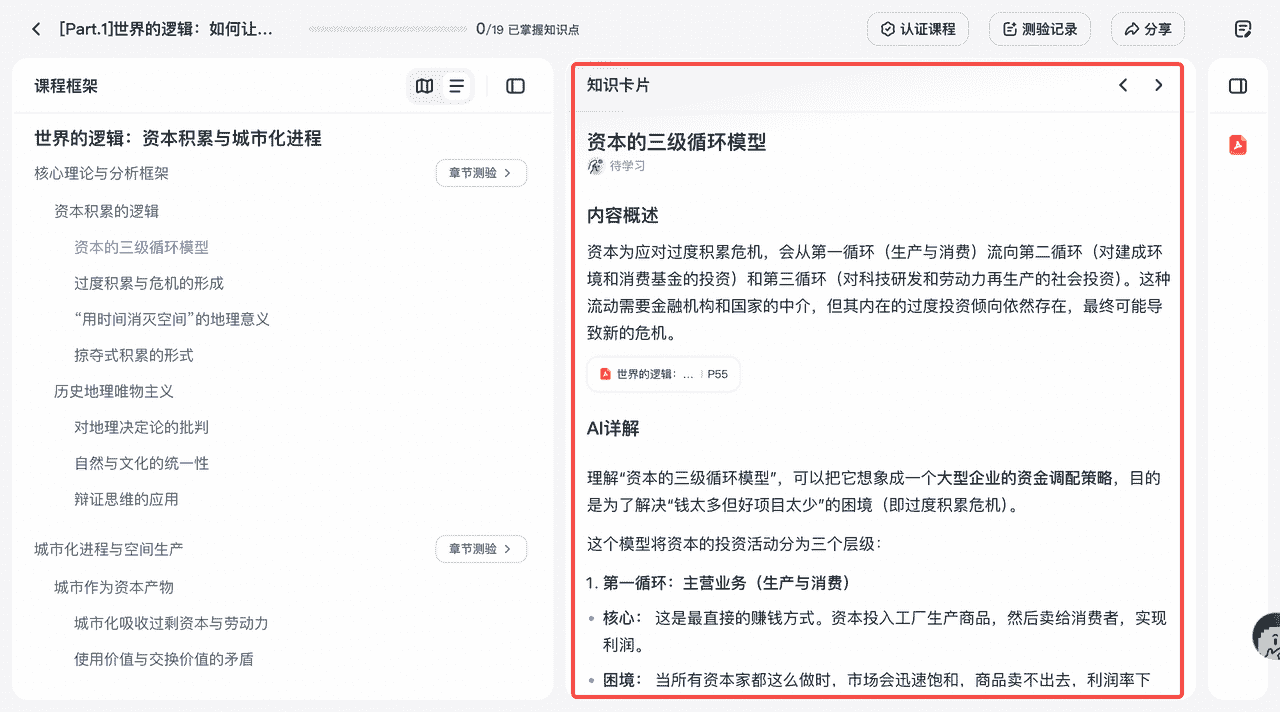 [Part.1]世界的逻辑：如何让...
0/19 已掌握知识点
认证课程
测验记录
分享
课程框架
世界的逻辑：资本积累与城市化进程
核心理论与分析框架
章节测验
资本积累的逻辑
资本的三级循环模型
过度积累与危机的形成
“用时间消灭空间”的地理意义
掠夺式积累的形式
历史地理唯物主义
对地理决定论的批判
自然与文化的统一性
辩证思维的应用
城市化进程与空间生产
章节测验
城市作为资本产物
城市化吸收过剩资本与劳动力
使用价值与交换价值的矛盾
知识卡片
资本的三级循环模型
待学习
内容概述
资本为应对过度积累危机，会从第一循环（生产与消费）流向第二循环（对建成环
境和消费基金的投资）和第三循环（对科技研发和劳动力再生产的社会投资）。这种
流动需要金融机构和国家的中介，但其内在的过度投资倾向依然存在，最终可能导
致新的危机。
世界的逻辑：... P55
AI详解
理解“资本的三级循环模型”，可以把它想象成一个大型企业的资金调配策略，目的
是为了解决“钱太多但好项目太少”的困境（即过度积累危机）。
这个模型将资本的投资活动分为三个层级：
1. 第一循环：主营业务（生产与消费）
• 核心： 这是最直接的赚钱方式。资本投入工厂生产商品，然后卖给消费者，实现
利润。
• 困境： 当所有资本家都这么做时，市场会迅速饱和，商品卖不出去，利润率下